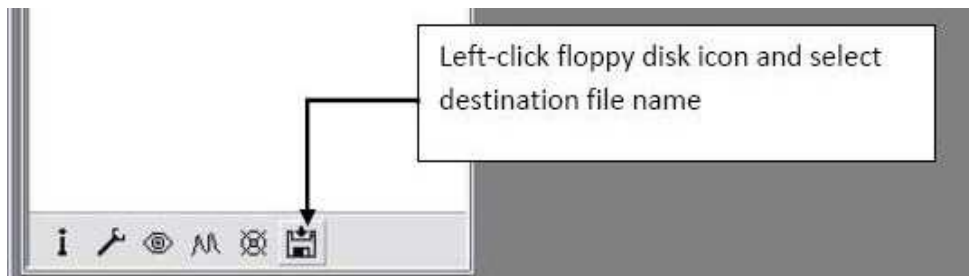 Left-click floppy disk icon and select
destination file name